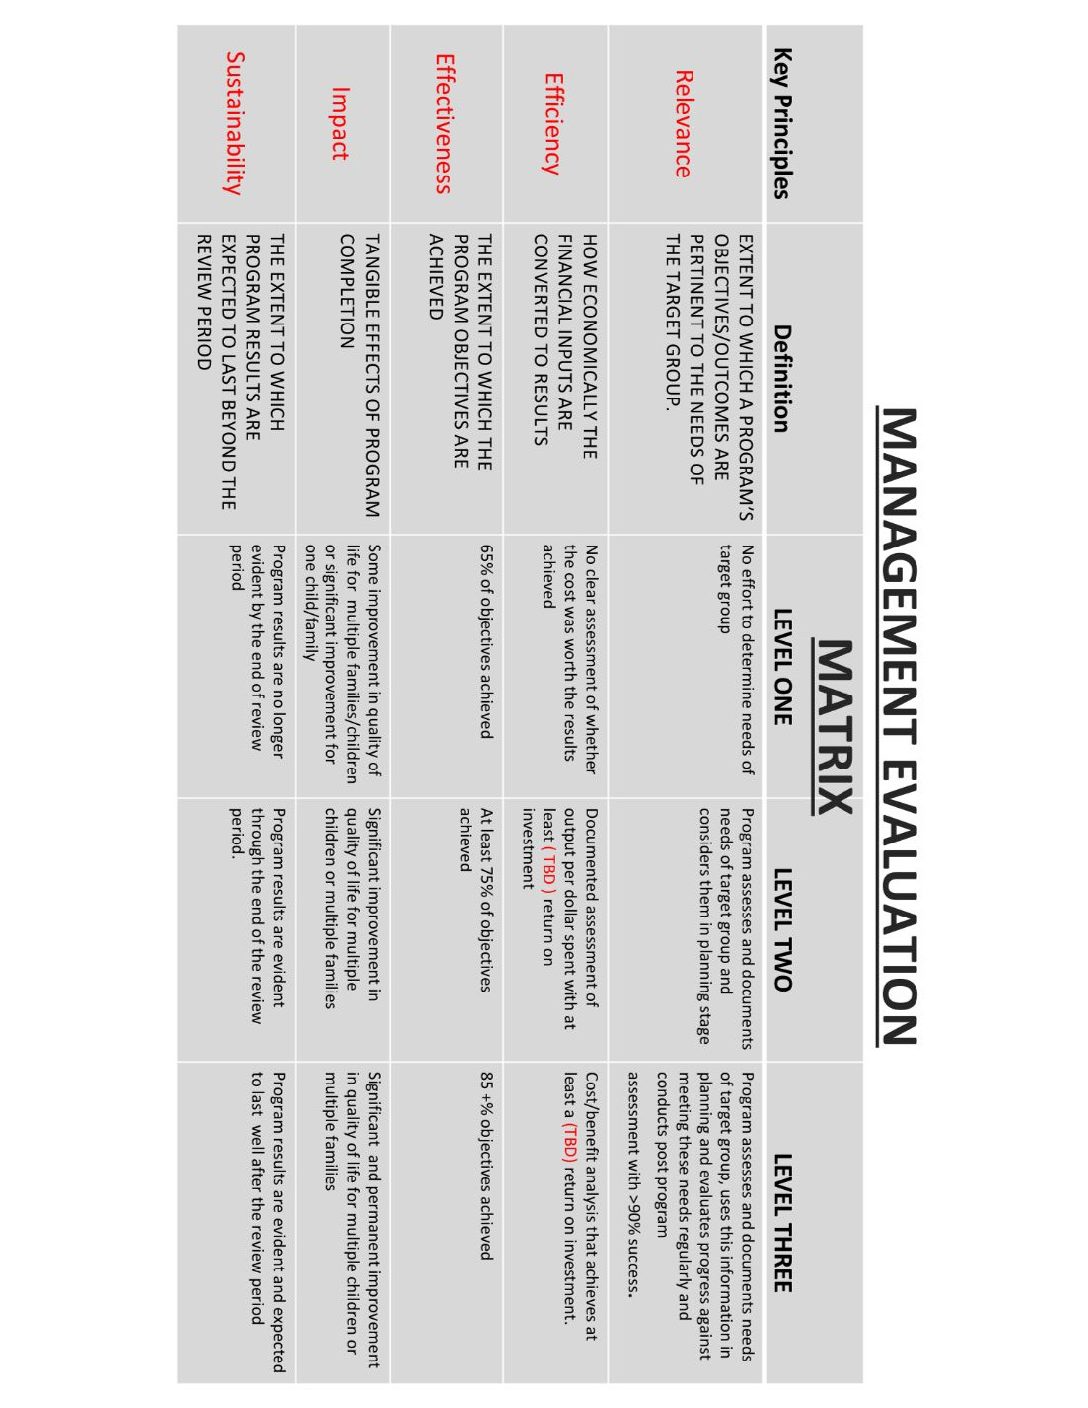 MANAGEMENT EVALUATION
MATRIX
Key Principles
Definition
LEVEL ONE
LEVEL TWO
LEVEL THREE
Relevance
EXTENT TO WHICH A PROGRAM'S
OBJECTIVES/OUTCOMES ARE
PERTINENT TO THE NEEDS OF
THE TARGET GROUP.
No effort to determine needs of
target group
Program assesses and documents
needs of target group and
considers them in planning stage
Program assesses and documents needs
of target group, uses this information in
planning and evaluates progress against
meeting these needs regularly and
conducts post program
assessment with >90% success.
Efficiency
HOW ECONOMICALLY THE
FINANCIAL INPUTS ARE
CONVERTED TO RESULTS
No clear assessment of whether
the cost was worth the results
achieved
Documented assessment of
output per dollar spent with at
least ( TBD ) return on
investment
Cost/benefit analysis that achieves at
least a (TBD) return on investment.
Effectiveness
THE EXTENT TO WHICH THE
PROGRAM OBJECTIVES ARE
ACHIEVED
65% of objectives achieved
At least 75% of objectives
achieved
85 +% objectives achieved
Impact
TANGIBLE EFFECTS OF PROGRAM
COMPLETION
Some improvement in quality of
life for multiple families/children
or significant improvement for
one child/family
Significant improvement in
quality of life for multiple
children or multiple families
Significant and permanent improvement
in quality of life for multiple children or
multiple families
Sustainability
THE EXTENT TO WHICH
PROGRAM RESULTS ARE
EXPECTED TO LAST BEYOND THE
REVIEW PERIOD
Program results are no longer
evident by the end of review
period
Program results are evident
through the end of the review
period.
Program results are evident and expected
to last well after the review period